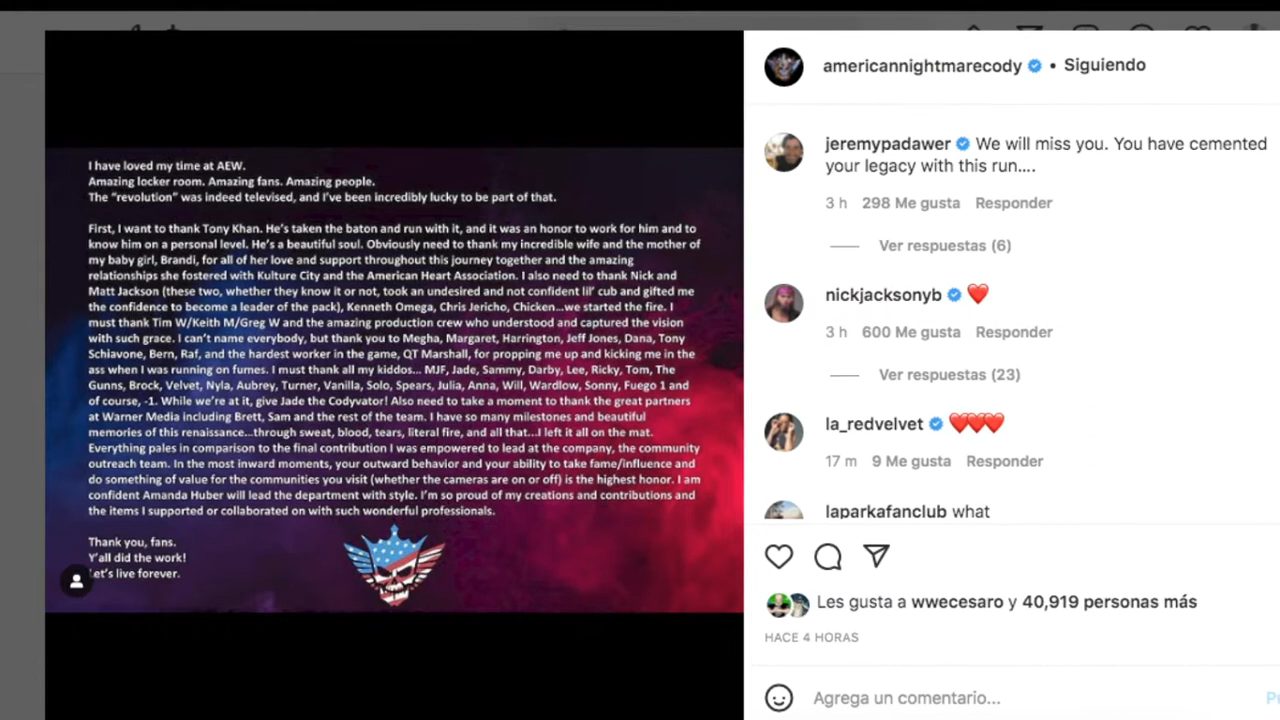 I have loved my time at AEW.
Amazing locker room. Amazing fans. Amazing people.
The “revolution” was indeed televised, and I’ve been incredibly lucky to be part of that.
First, I want to thank Tony Khan. He’s taken the baton and run with it, and it was an honor to work for him and to
know him on a personal level. He’s a beautiful soul. Obviously need to thank my incredible wife and the mother of
my baby girl, Brandi, for all of her love and support throughout this journey together and the amazing
relationships she fostered with Kulture City and the American Heart Association. I also need to thank Nick and
Matt Jackson (these two, whether they know it or not, took an undesired and not confident lil’ cub and gifted me
the confidence to become a leader of the pack), Kenneth Omega, Chris Jericho, Chicken...we started the fire. I
must thank Tim W/Keith M/Greg W and the amazing production crew who understood and captured the vision
with such grace. I can’t name everybody, but thank you to Megha, Margaret, Harrington, Jeff Jones, Dana, Tony
Schiavone, Bern, Raf, and the hardest worker in the game, QT Marshall, for propping me up and kicking me in the
ass when I was running on fumes. I must thank all my kiddos... MJF, Jade, Sammy, Darby, Lee, Ricky, Tom, The
Gunns, Brock, Velvet, Nyla, Aubrey, Turner, Vanilla, Solo, Spears, Julia, Anna, Will, Wardlow, Sonny, Fuego 1 and
of course, -1. While we’re at it, give Jade the Codyvator! Also need to take a moment to thank the great partners
at Warner Media including Brett, Sam and the rest of the team. I have so many milestones and beautiful
memories of this renaissance...through sweat, blood, tears, literal fire, and all that...I left it all on the mat.
Everything pales in comparison to the final contribution I was empowered to lead at the company, the community
outreach team. In the most inward moments, your outward behavior and your ability to take fame/influence and
do something of value for the communities you visit (whether the cameras are on or off) is the highest honor. I am
confident Amanda Huber will lead the department with style. I’m so proud of my creations and contributions and
the items I supported or collaborated on with such wonderful professionals.
Thank you, fans.
Y’all did the work!
Let’s live forever.
americannightmarecody • Siguiendo
jeremypadawer We will miss you. You have cemented
your legacy with this run....
3 h 298 Me gusta Responder
Ver respuestas (6)
nickjacksonyb ❤️
3 h 600 Me gusta Responder
Ver respuestas (23)
la_redvelvet ❤️❤️❤️
17 m 9 Me gusta Responder
laparkafanclub what
Les gusta a wwecesaro y 40,919 personas más
HACE 4 HORAS
Agrega un comentario...